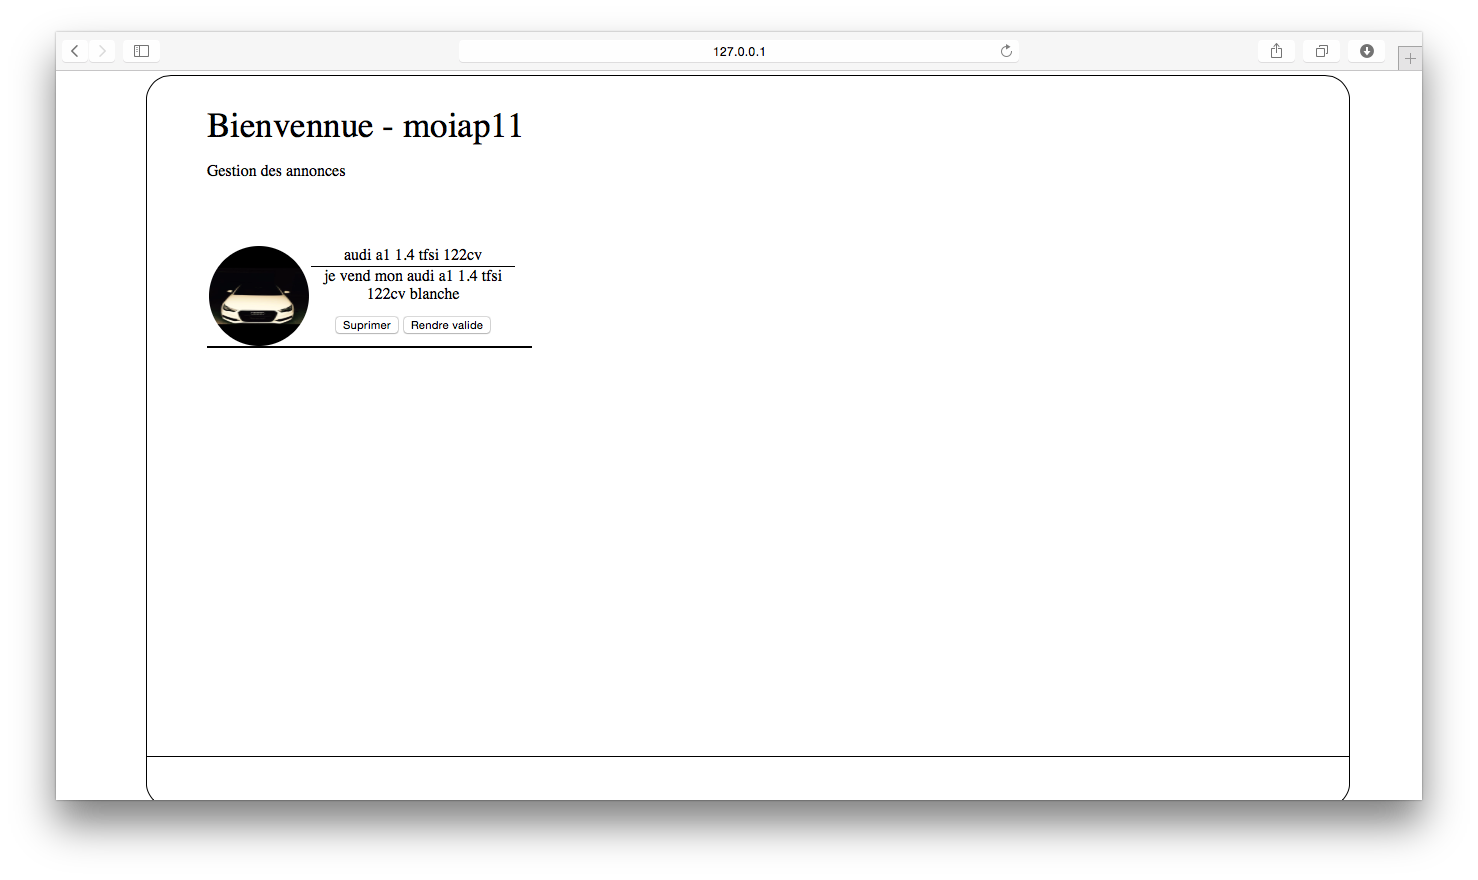 127.0.0.1
Bienvennue - moiap11
Gestion des annonces
audi a1 1.4 tfsi 122cv
je vend mon audi a1 1.4 tfsi
122cv blanche
Suprimer Rendre valide